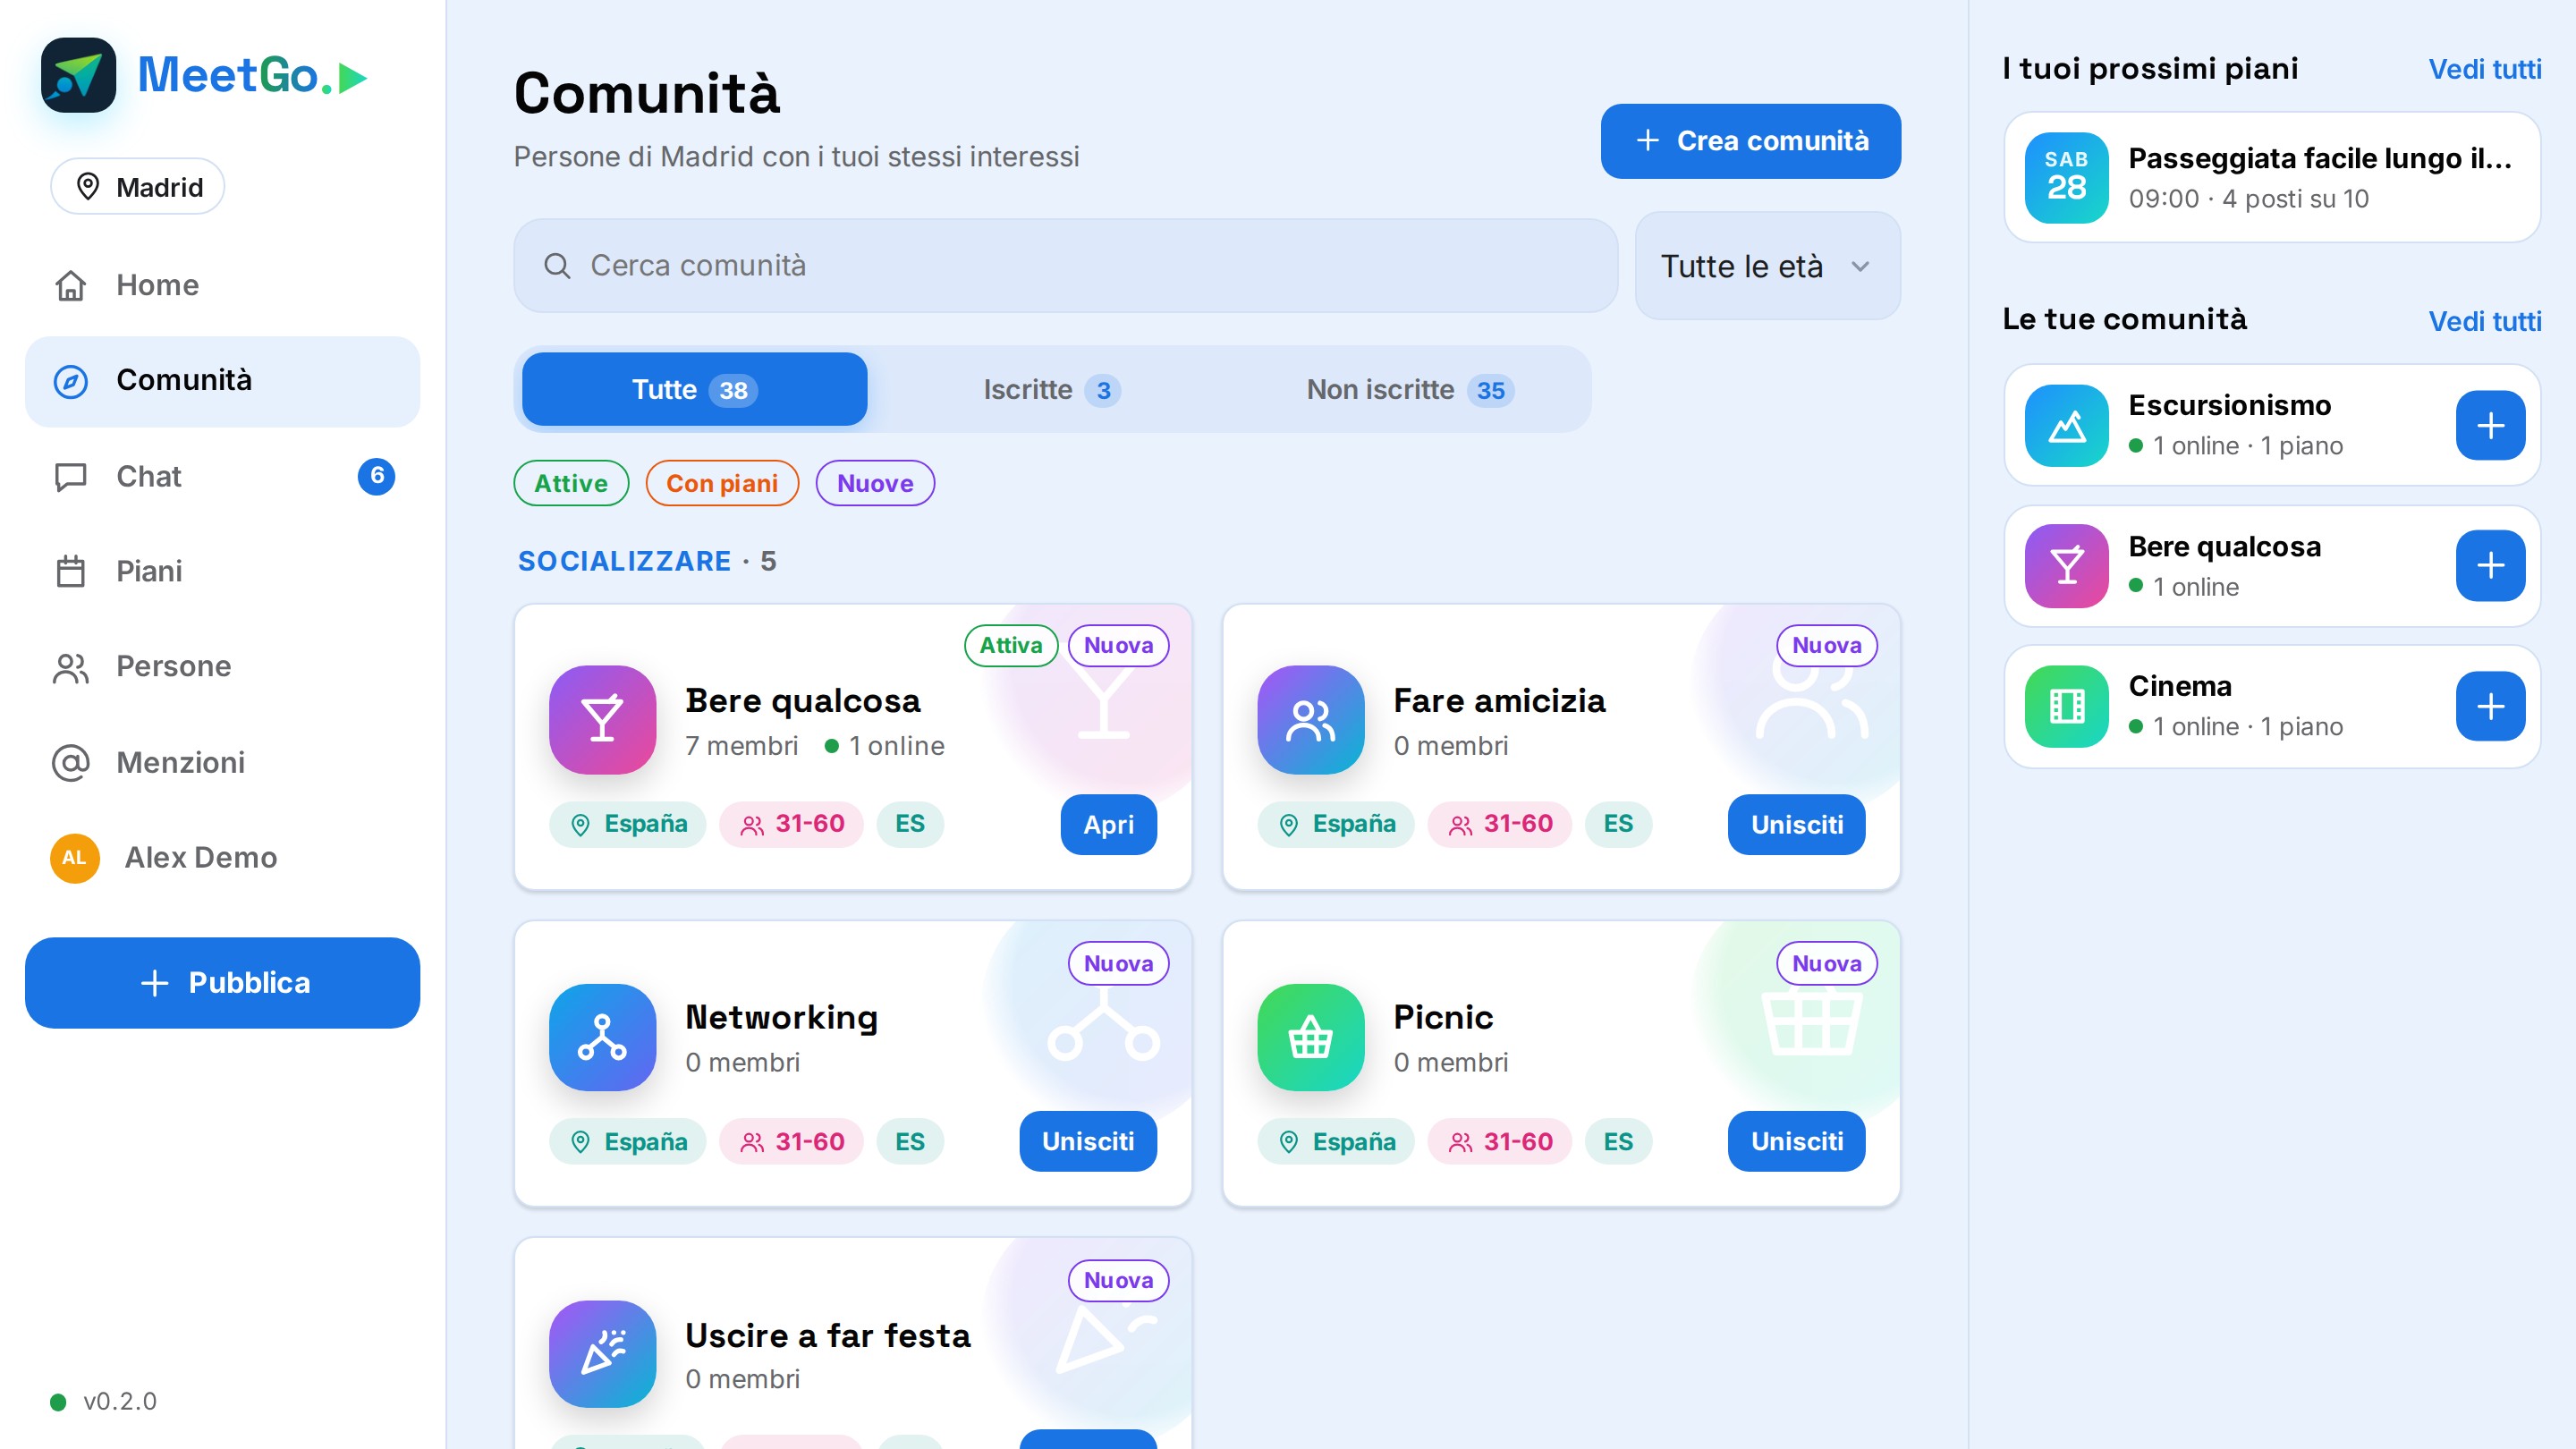 MeetGo.
Madrid
Home
Comunità
Chat
6
Piani
Persone
Menzioni
AL
Alex Demo
Pubblica
v0.2.0
Comunità
Persone di Madrid con i tuoi stessi interessi
Crea comunità
Cerca comunità
Tutte le età
Tutte 38
Iscritte 3
Non iscritte 35
Attive
Con piani
Nuove
SOCIALIZZARE · 5
Attiva
Nuova
Bere qualcosa
7 membri
1 online
España
31-60
ES
Apri
Nuova
Fare amicizia
0 membri
España
31-60
ES
Unisciti
Nuova
Networking
0 membri
España
31-60
ES
Unisciti
Nuova
Picnic
0 membri
España
31-60
ES
Unisciti
Nuova
Uscire a far festa
0 membri
I tuoi prossimi piani
Vedi tutti
SAB
28
Passeggiata facile lungo il...
09:00 · 4 posti su 10
Le tue comunità
Vedi tutti
Escursionismo
1 online · 1 piano
Bere qualcosa
1 online
Cinema
1 online · 1 piano